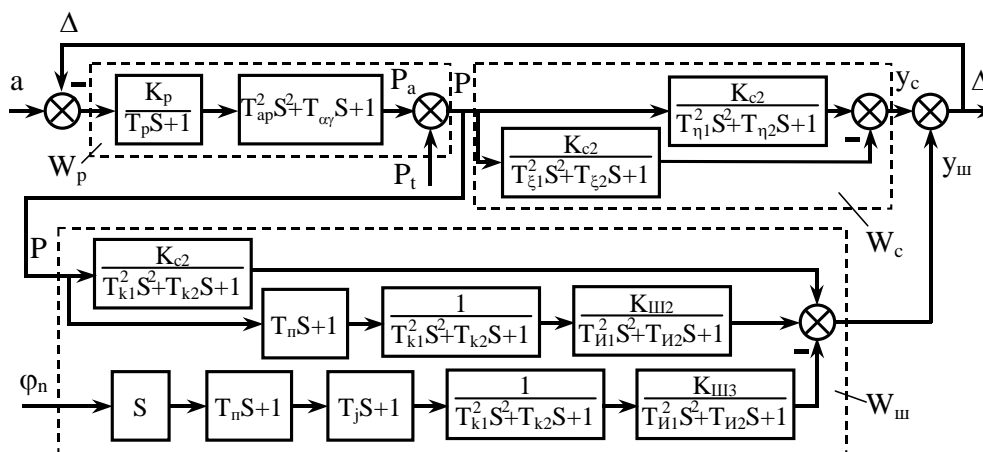 Δ
a
K_p
T_pS+1
T²_apS²+T_αγS+1
P_a
P
P_t
W_p
K_c2
T²_η1S²+T_η2S+1
K_c2
T²_ξ1S²+T_ξ2S+1
y_c
Δ
y_ш
W_c
P
K_c2
T²_k1S²+T_k2S+1
T_пS+1
1
T²_k1S²+T_k2S+1
K_Ш2
T²_И1S²+T_И2S+1
φ_n
S
T_пS+1
T_jS+1
1
T²_k1S²+T_k2S+1
K_Ш3
T²_И1S²+T_И2S+1
W_ш